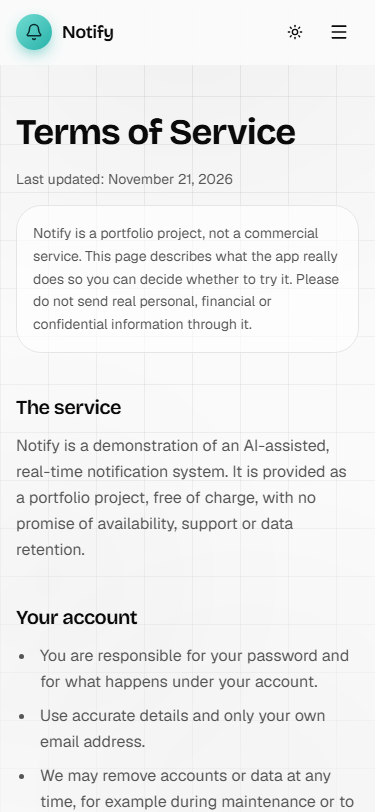 Notify
Terms of Service
Last updated: November 21, 2026
Notify is a portfolio project, not a commercial
service. This page describes what the app really
does so you can decide whether to try it. Please
do not send real personal, financial or
confidential information through it.
The service
Notify is a demonstration of an AI-assisted,
real-time notification system. It is provided as
a portfolio project, free of charge, with no
promise of availability, support or data
retention.
Your account
• You are responsible for your password and
for what happens under your account.
• Use accurate details and only your own
email address.
• We may remove accounts or data at any
time, for example during maintenance or to